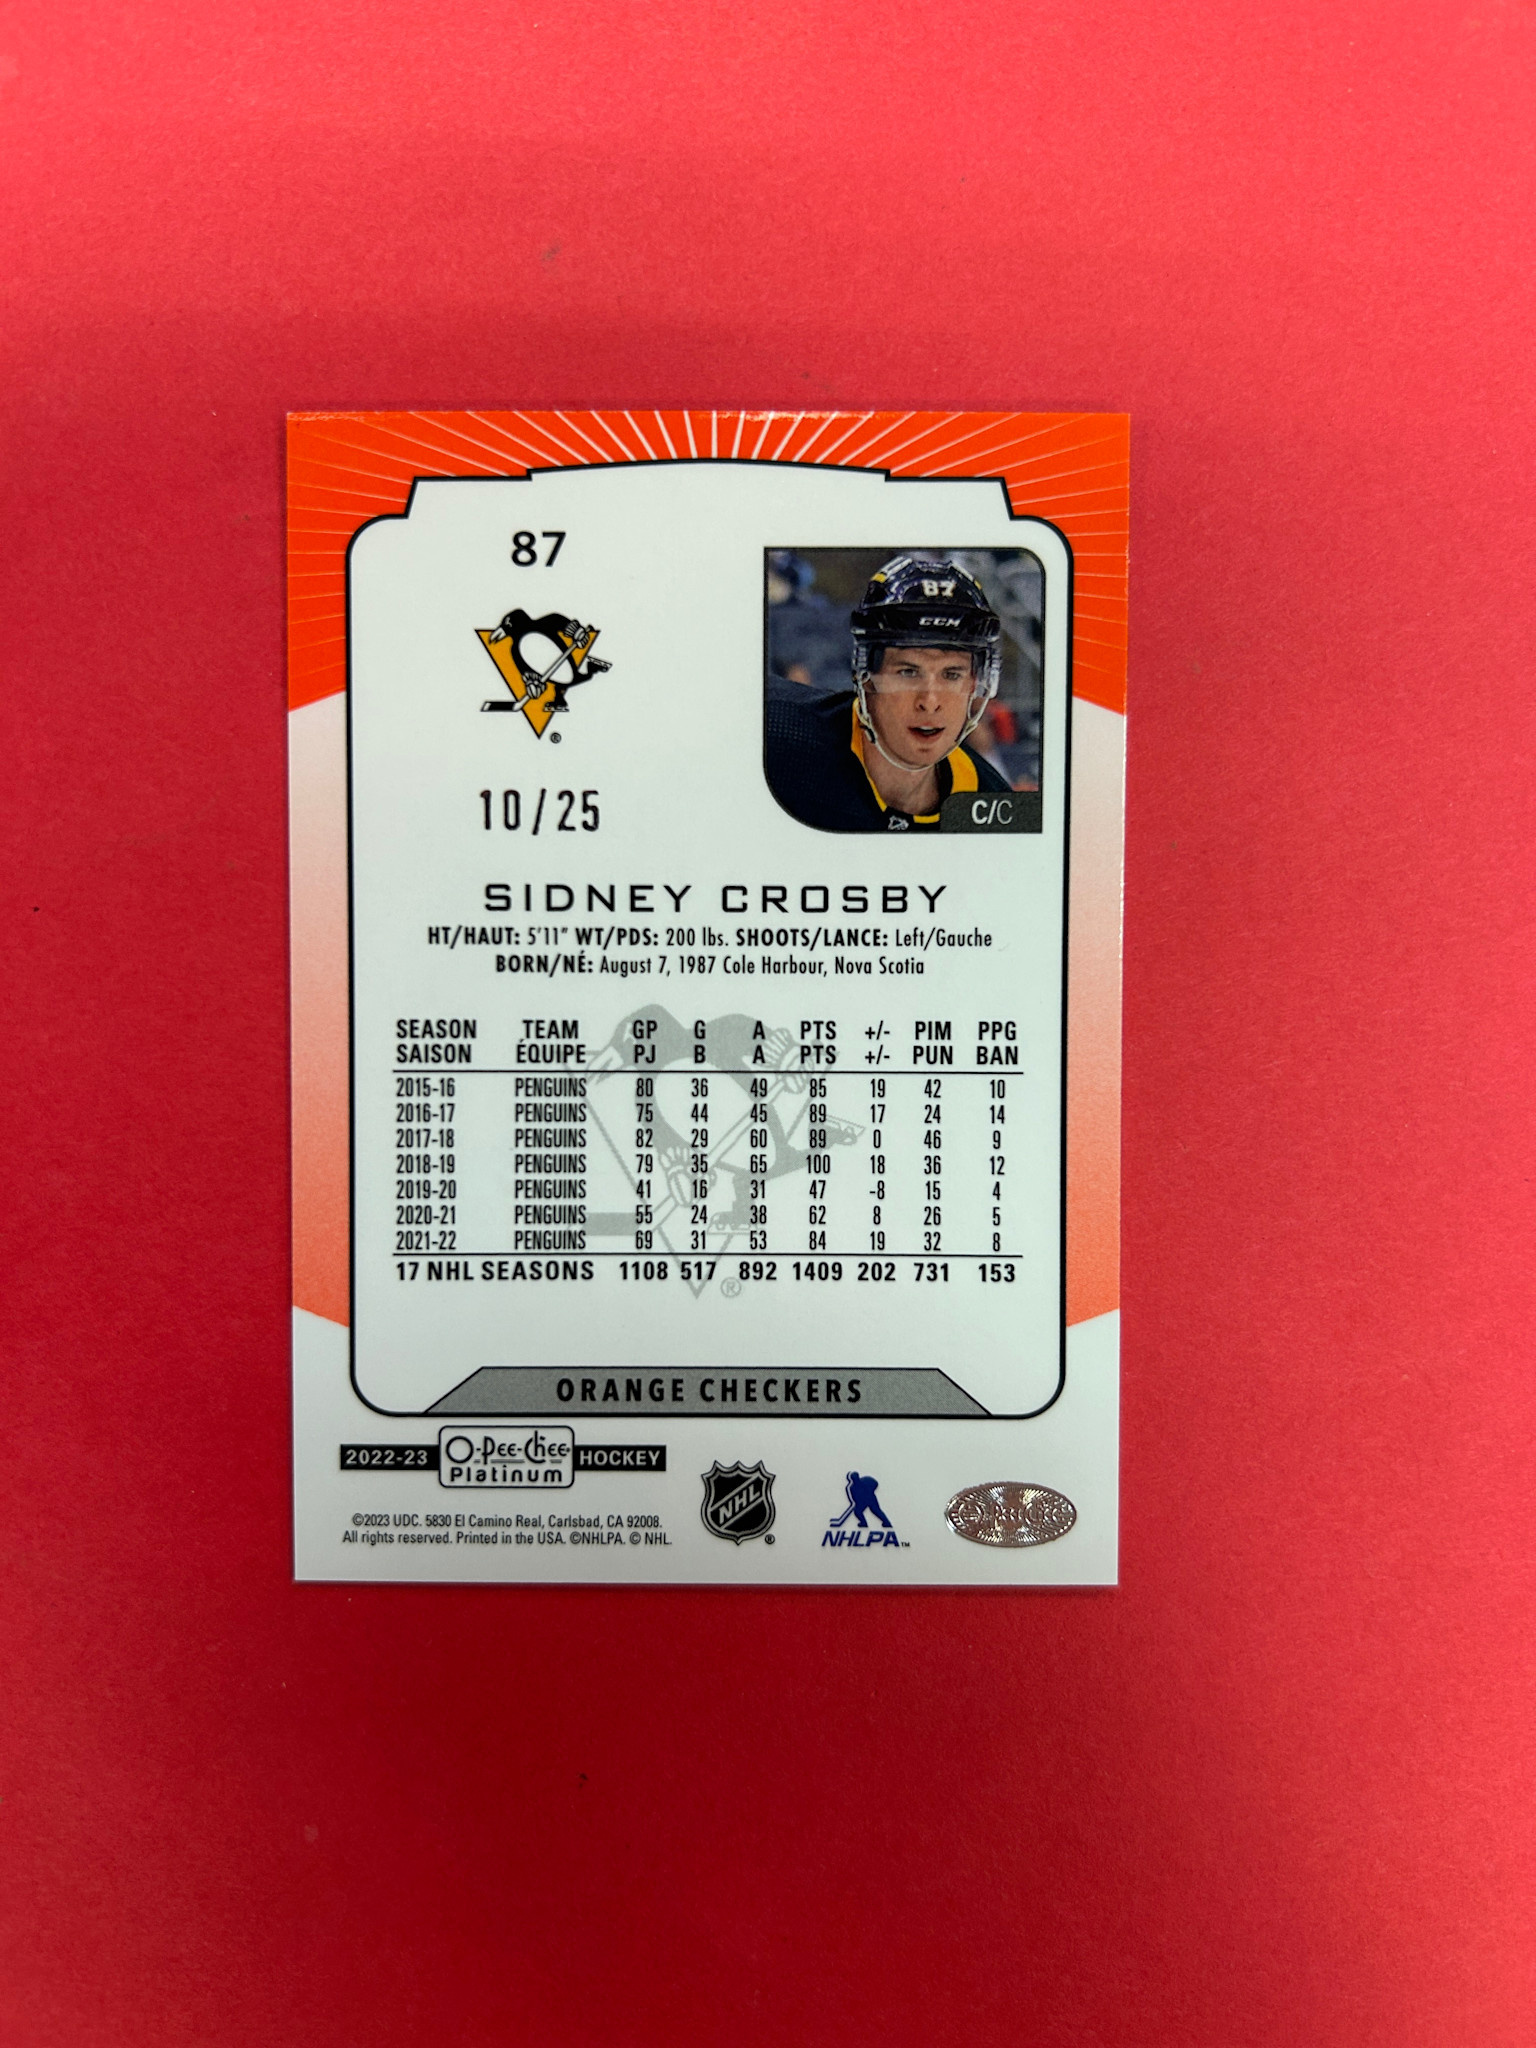 87
®
87
CCM
C/C
10/25
SIDNEY CROSBY
HT/HAUT: 5'11" WT/PDS: 200 lbs. SHOOTS/LANCE: Left/Gauche
BORN/NÉ: August 7, 1987 Cole Harbour, Nova Scotia
SEASON TEAM GP G A PTS +/- PIM PPG
SAISON ÉQUIPE PJ B A PTS +/- PUN BAN
2015-16 PENGUINS 80 36 49 85 19 42 10
2016-17 PENGUINS 75 44 45 89 17 24 14
2017-18 PENGUINS 82 29 60 89 0 46 9
2018-19 PENGUINS 79 35 65 100 18 36 12
2019-20 PENGUINS 41 16 31 47 -8 15 4
2020-21 PENGUINS 55 24 38 62 8 26 5
2021-22 PENGUINS 69 31 53 84 19 32 8
17 NHL SEASONS 1108 517 892 1409 202 731 153
®
ORANGE CHECKERS
2022-23 O-Pee-Chee HOCKEY
Platinum
©2023 UDC. 5830 El Camino Real, Carlsbad, CA 92008.
All rights reserved. Printed in the USA. ©NHLPA. © NHL.
NHL ®
NHLPA™